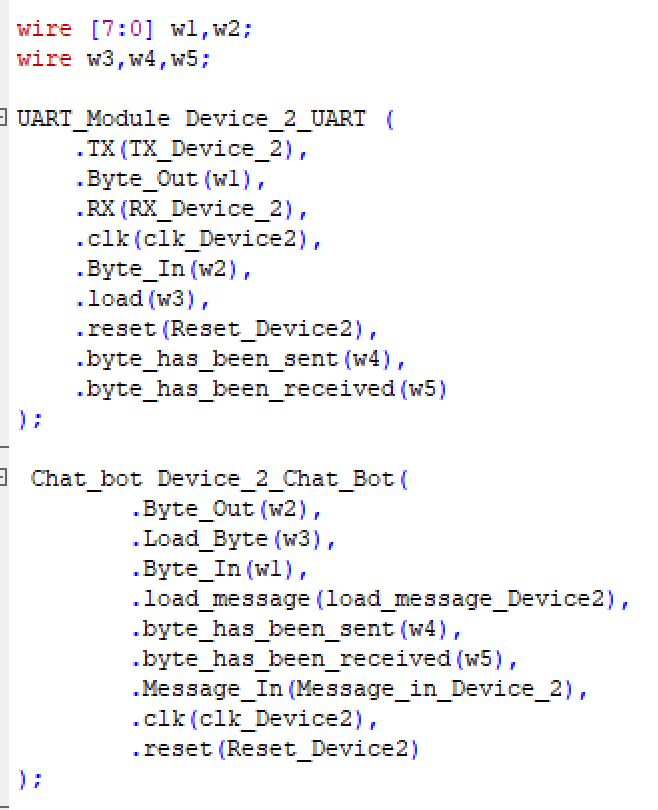 wire [7:0] w1,w2;
wire w3,w4,w5;
UART_Module Device_2_UART (
.TX(TX_Device_2),
.Byte_Out(w1),
.RX(RX_Device_2),
.clk(clk_Device2),
.Byte_In(w2),
.load(w3),
.reset(Reset_Device2),
.byte_has_been_sent(w4),
.byte_has_been_received(w5)
);
Chat_bot Device_2_Chat_Bot(
.Byte_Out(w2),
.Load_Byte(w3),
.Byte_In(w1),
.load_message(load_message_Device2),
.byte_has_been_sent(w4),
.byte_has_been_received(w5),
.Message_In(Message_in_Device_2),
.clk(clk_Device2),
.reset(Reset_Device2)
);